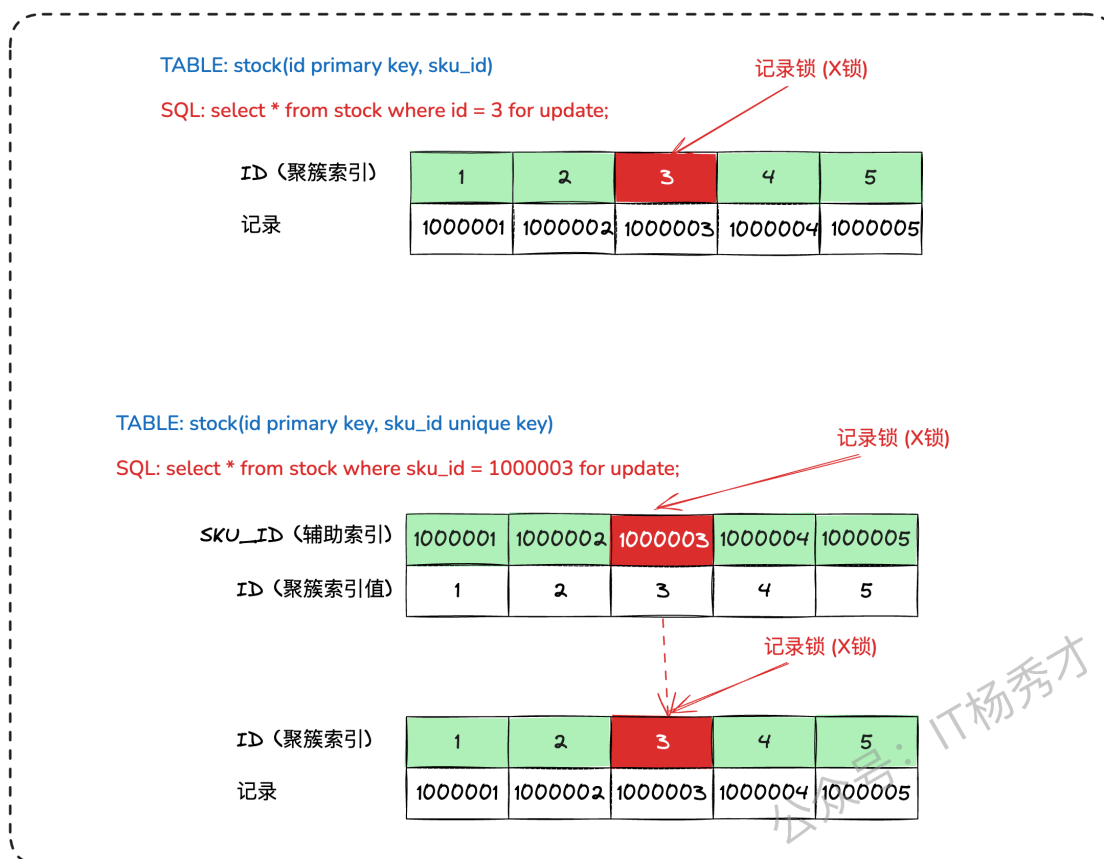 TABLE: stock(id primary key, sku_id)
记录锁 (X锁)
SQL: select * from stock where id = 3 for update;
ID（聚簇索引） 1 2 3 4 5
记录 1000001 1000002 1000003 1000004 1000005
TABLE: stock(id primary key, sku_id unique key)
记录锁 (X锁)
SQL: select * from stock where sku_id = 1000003 for update;
SKU_ID（辅助索引） 1000001 1000002 1000003 1000004 1000005
ID（聚簇索引值） 1 2 3 4 5
记录锁 (X锁)
ID（聚簇索引） 1 2 3 4 5
记录 1000001 1000002 1000003 1000004 1000005
公众号：IT杨秀才